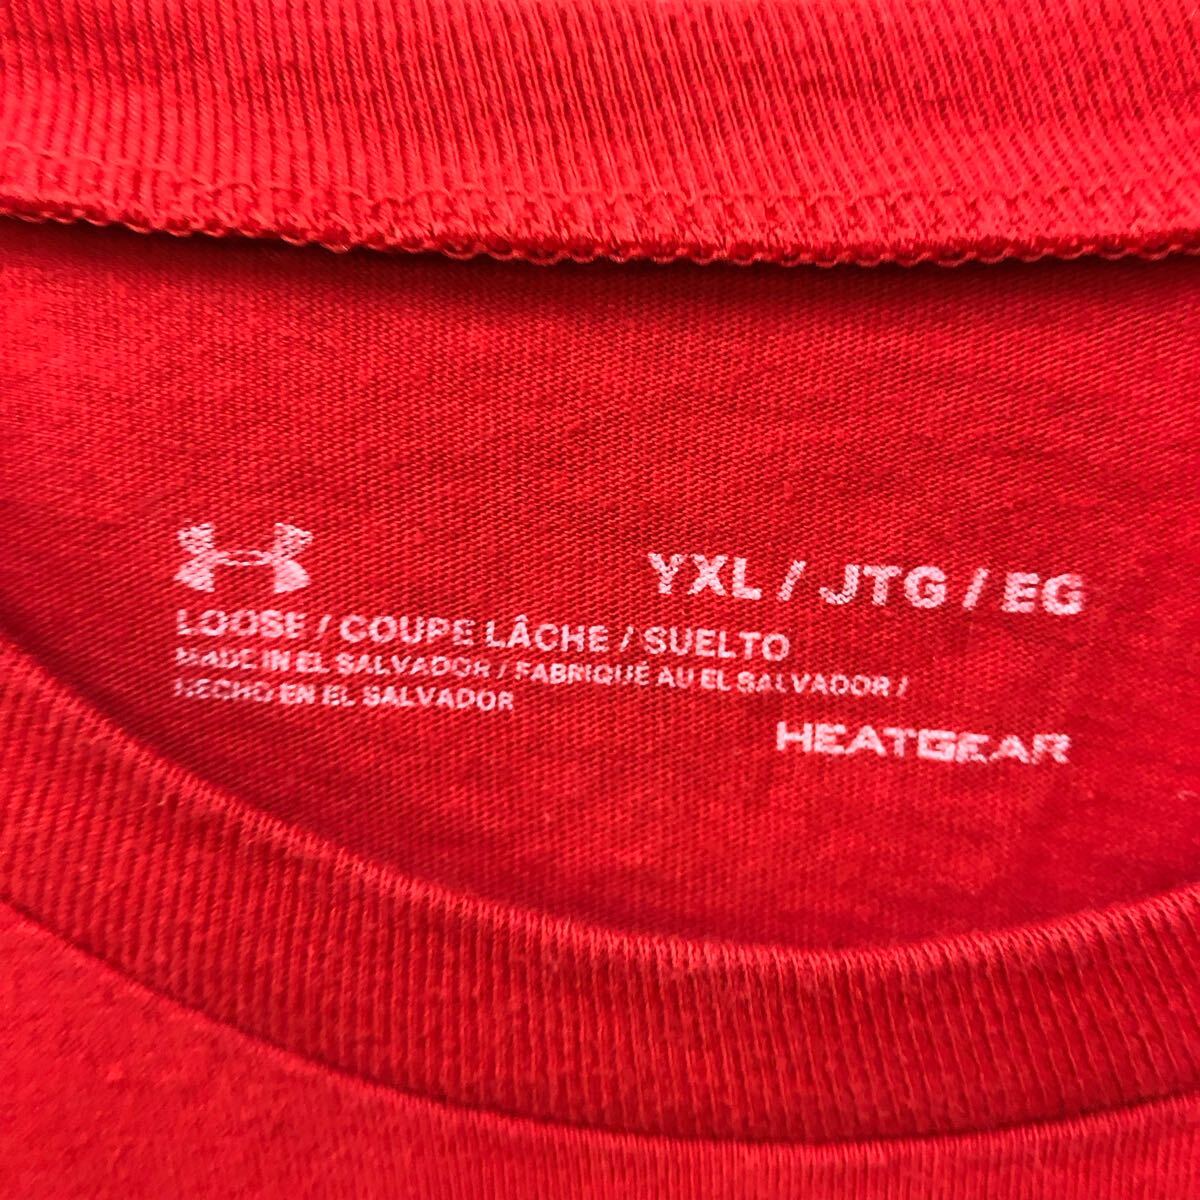 YXL / JTG / EG
LOOSE / COUPE LÂCHE / SUELTO
MADE IN EL SALVADOR / FABRIQUÉ AU EL SALVADOR /
HECHO EN EL SALVADOR
HEATGEAR